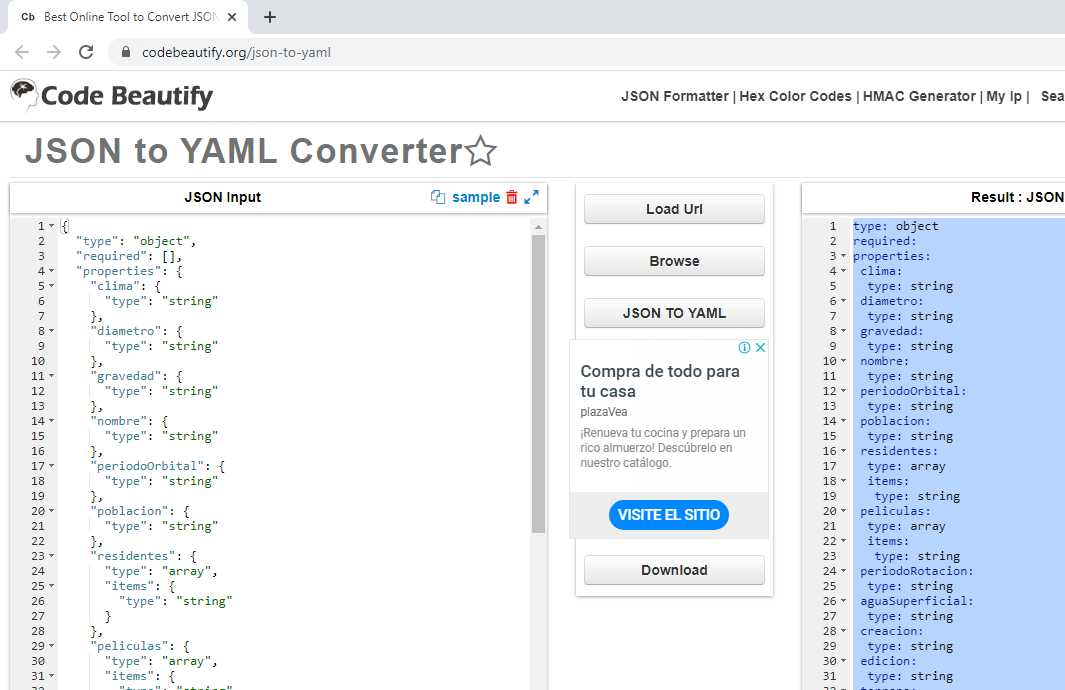 Cb Best Online Tool to Convert JSON
codebeautify.org/json-to-yaml
Code Beautify
JSON Formatter | Hex Color Codes | HMAC Generator | My Ip | Sea
JSON to YAML Converter
JSON Input
sample
1 {
2 "type": "object",
3 "required": [],
4 "properties": {
5 "clima": {
6 "type": "string"
7 },
8 "diametro": {
9 "type": "string"
10 },
11 "gravedad": {
12 "type": "string"
13 },
14 "nombre": {
15 "type": "string"
16 },
17 "periodoOrbital": {
18 "type": "string"
19 },
20 "poblacion": {
21 "type": "string"
22 },
23 "residentes": {
24 "type": "array",
25 "items": {
26 "type": "string"
27 }
28 },
29 "peliculas": {
30 "type": "array",
31 "items": {
"type": "string"
Load Url
Browse
JSON TO YAML
Compra de todo para
tu casa
plazaVea
¡Renueva tu cocina y prepara un
rico almuerzo! Descúbrelo en
nuestro catálogo.
VISITE EL SITIO
Download
Result : JSON
1 type: object
2 required:
3 properties:
4 clima:
5 type: string
6 diametro:
7 type: string
8 gravedad:
9 type: string
10 nombre:
11 type: string
12 periodoOrbital:
13 type: string
14 poblacion:
15 type: string
16 residentes:
17 type: array
18 items:
19 type: string
20 peliculas:
21 type: array
22 items:
23 type: string
24 periodoRotacion:
25 type: string
26 aguaSuperficial:
27 type: string
28 creacion:
29 type: string
30 edicion:
31 type: string